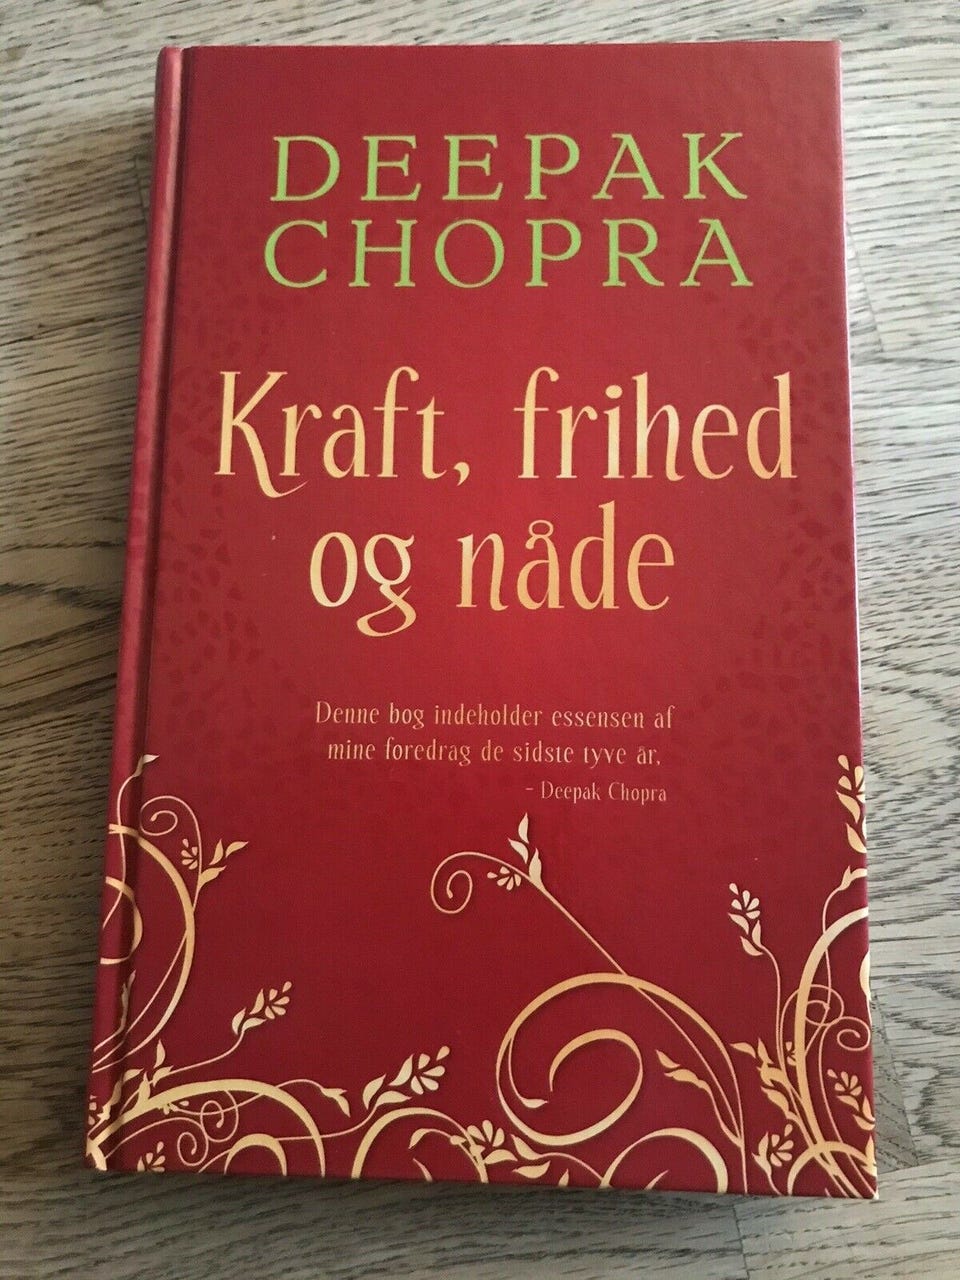 DEEPAK
CHOPRA
Kraft, frihed
og nåde
Denne bog indeholder essensen af
mine foredrag de sidste tyve år.
– Deepak Chopra